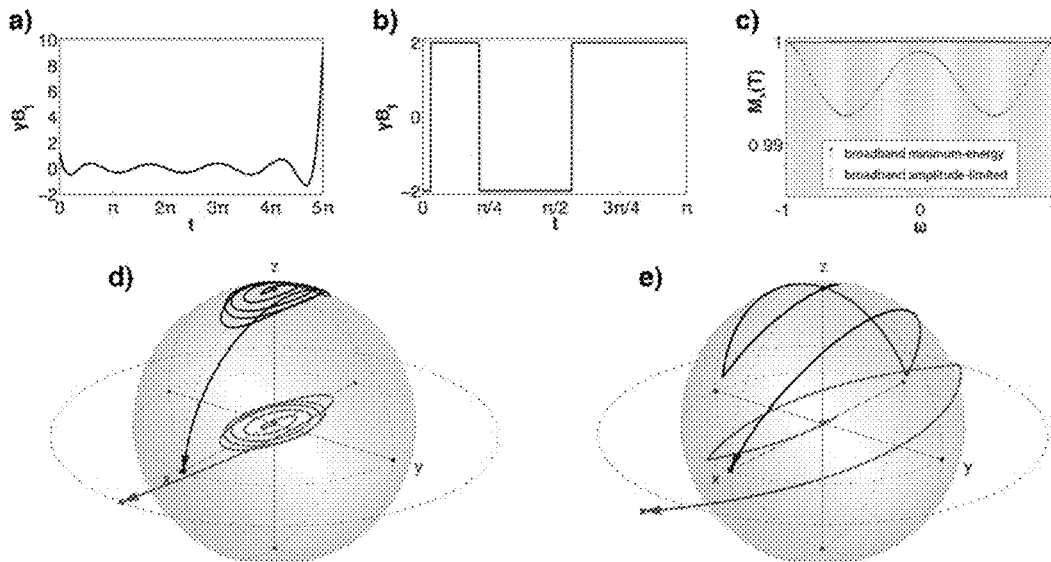 a)
b)
c)
10
8
6
4
2
0
-2
γB₁
0
π
2π
3π
4π
5π
t
2
0
-2
γB₁
0
π/4
π/2
3π/4
π
t
1
0.99
Mₓ(T)
broadband minimum-energy
broadband amplitude-limited
-1
0
1
ω
d)
e)
z
x
y
z
x
y